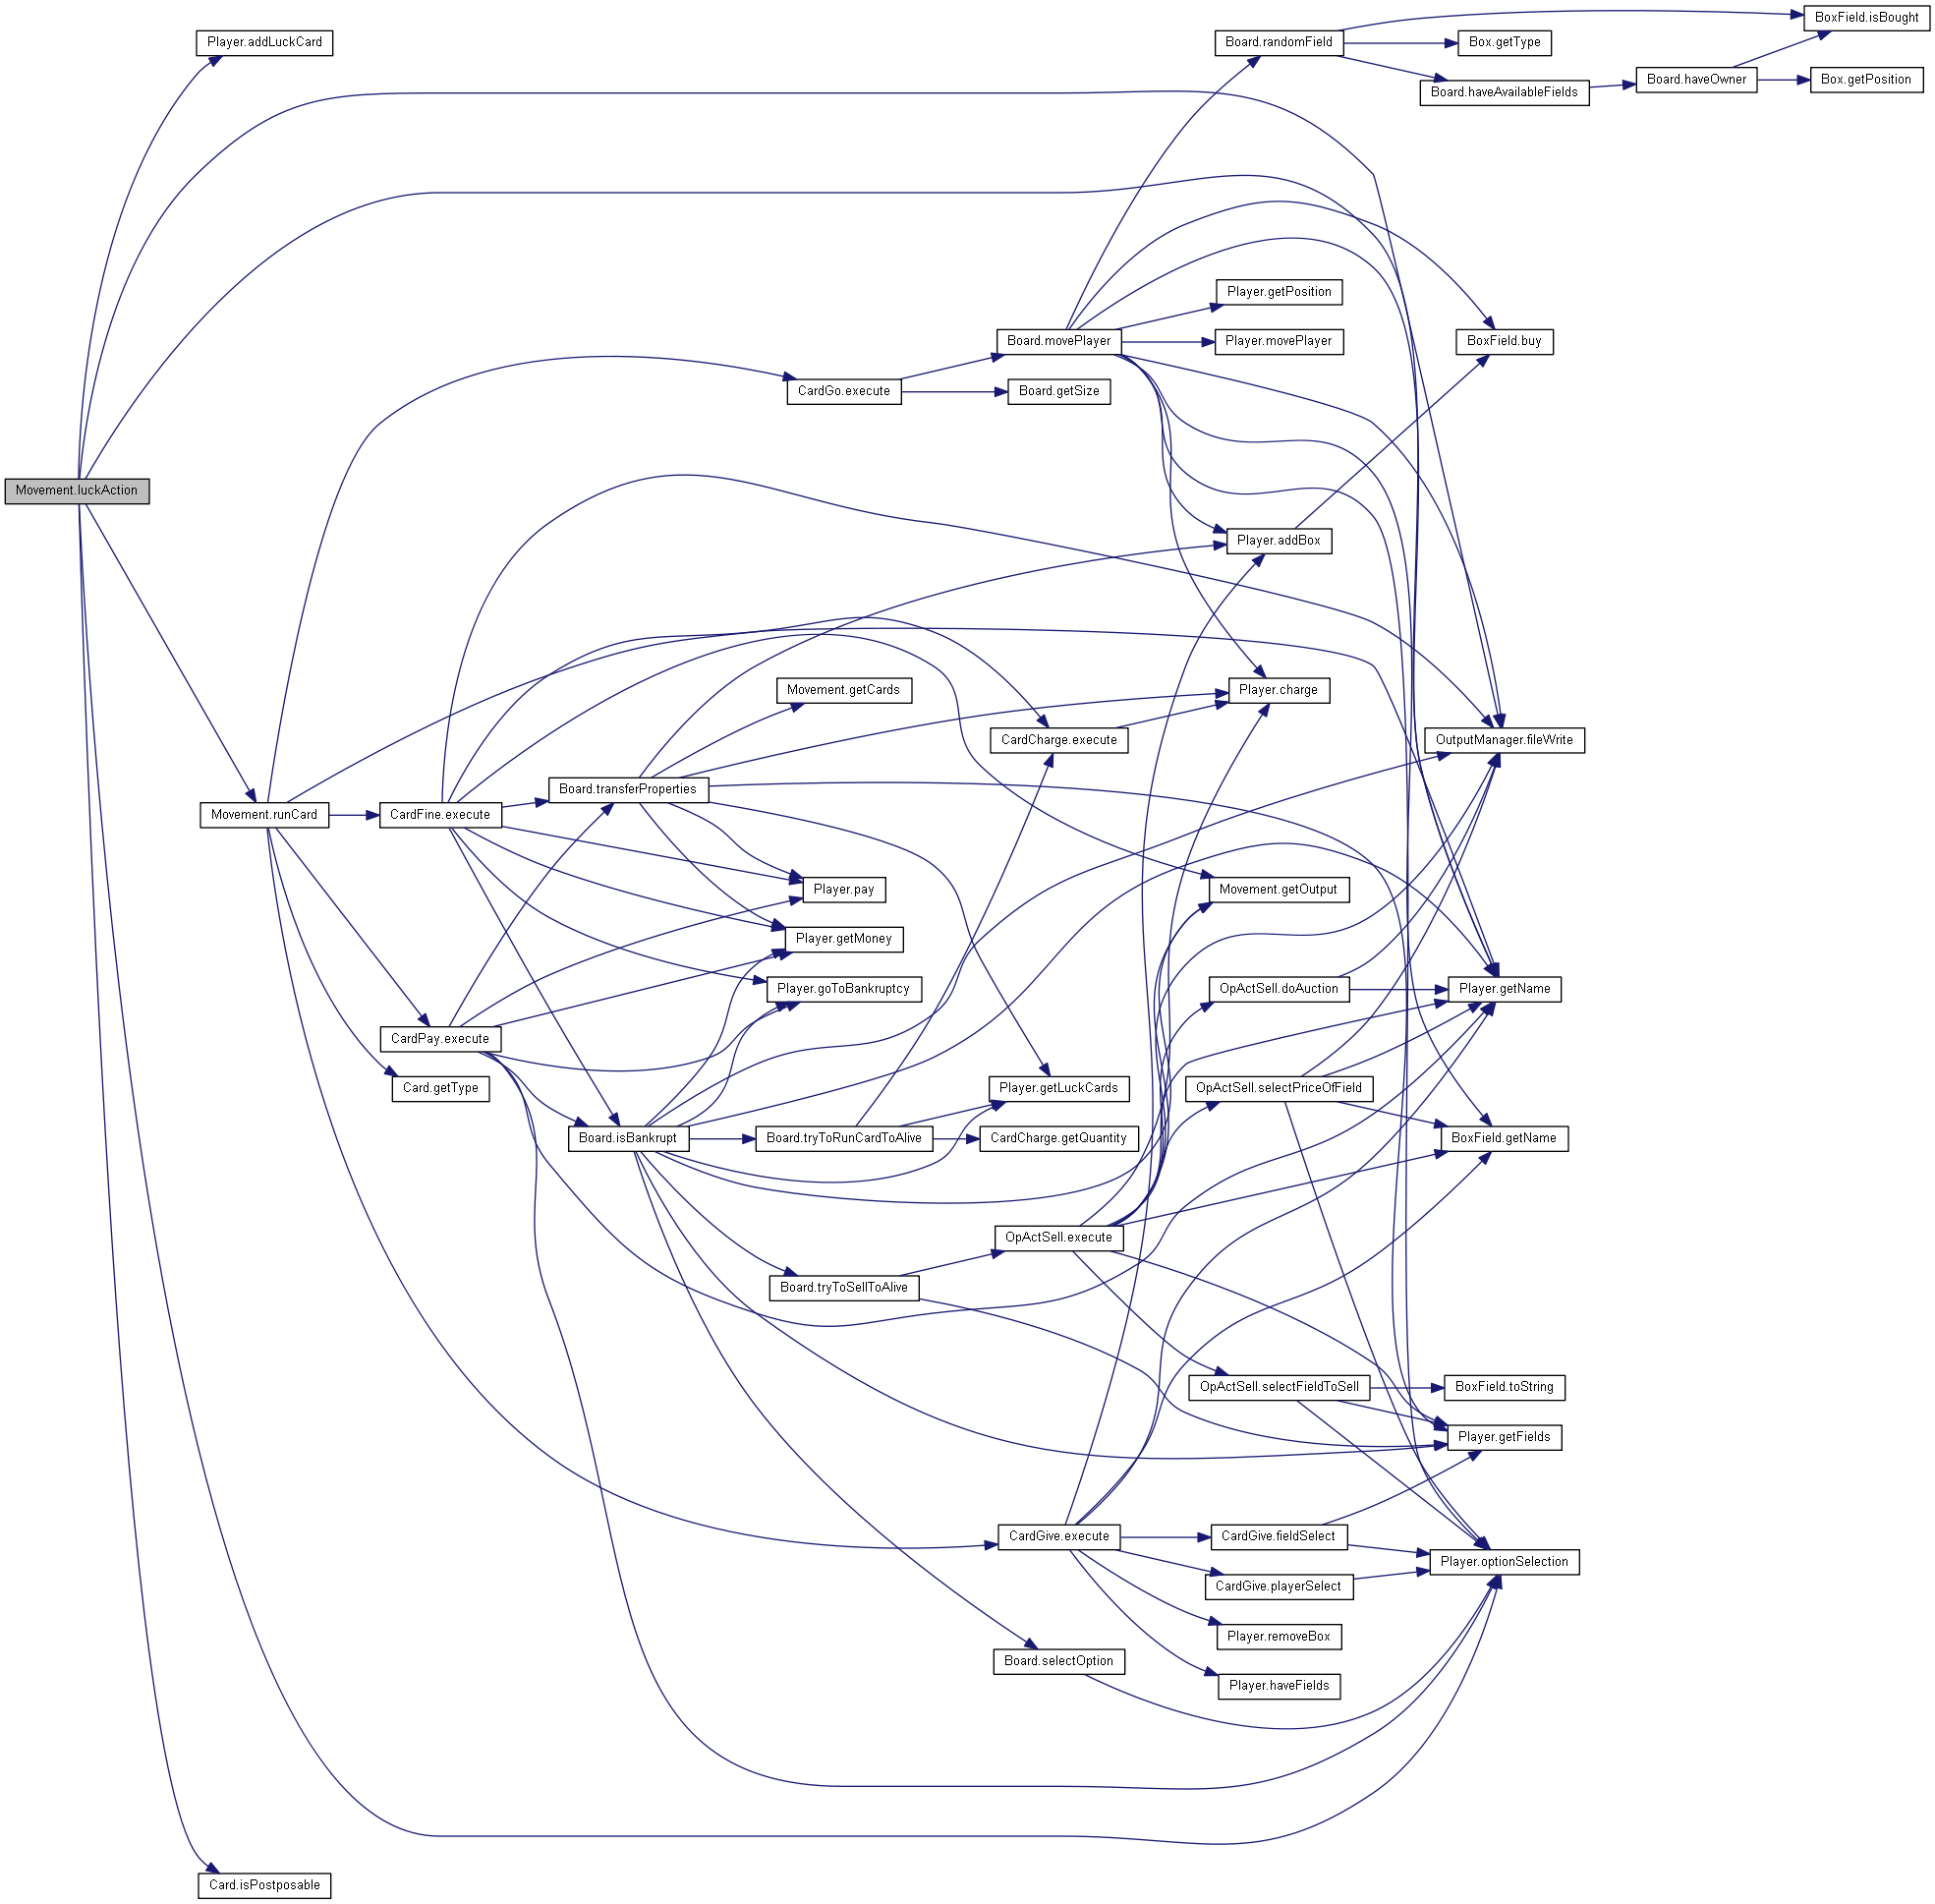 BoxField.isBought
Player.addLuckCard
Board.randomField
Box.getType
Board.haveOwner
Box.getPosition
Board.haveAvailableFields
Player.getPosition
Board.movePlayer
Player.movePlayer
BoxField.buy
CardGo.execute
Board.getSize
Movement.luckAction
Player.addBox
Movement.getCards
Player.charge
CardCharge.execute
OutputManager.fileWrite
Board.transferProperties
Movement.runCard
CardFine.execute
Player.pay
Movement.getOutput
Player.getMoney
Player.goToBankruptcy
OpActSell.doAuction
Player.getName
CardPay.execute
Card.getType
Player.getLuckCards
OpActSell.selectPriceOfField
Board.isBankrupt
Board.tryToRunCardToAlive
CardCharge.getQuantity
BoxField.getName
OpActSell.execute
Board.tryToSellToAlive
OpActSell.selectFieldToSell
BoxField.toString
Player.getFields
CardGive.execute
CardGive.fieldSelect
Player.optionSelection
CardGive.playerSelect
Player.removeBox
Board.selectOption
Player.haveFields
Card.isPostposable